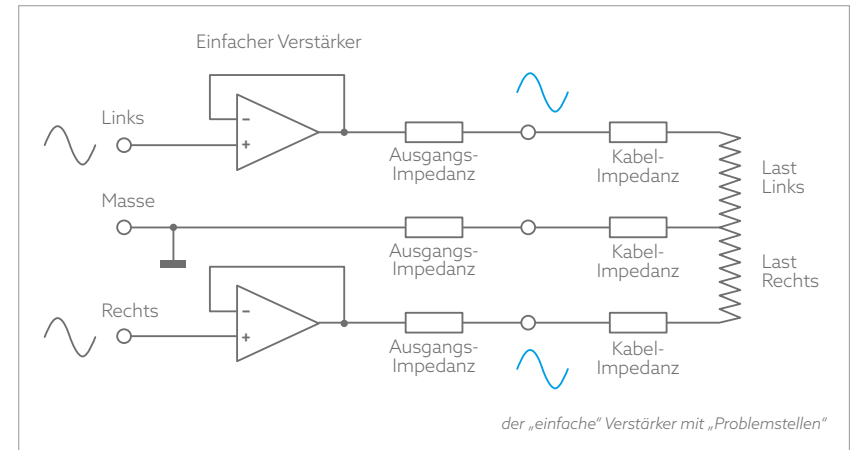 Einfacher Verstärker
Links
-
+
Ausgangs-
Impedanz
Kabel-
Impedanz
Last
Links
Masse
Ausgangs-
Impedanz
Kabel-
Impedanz
Last
Rechts
Rechts
-
+
Ausgangs-
Impedanz
Kabel-
Impedanz
der „einfache“ Verstärker mit „Problemstellen“